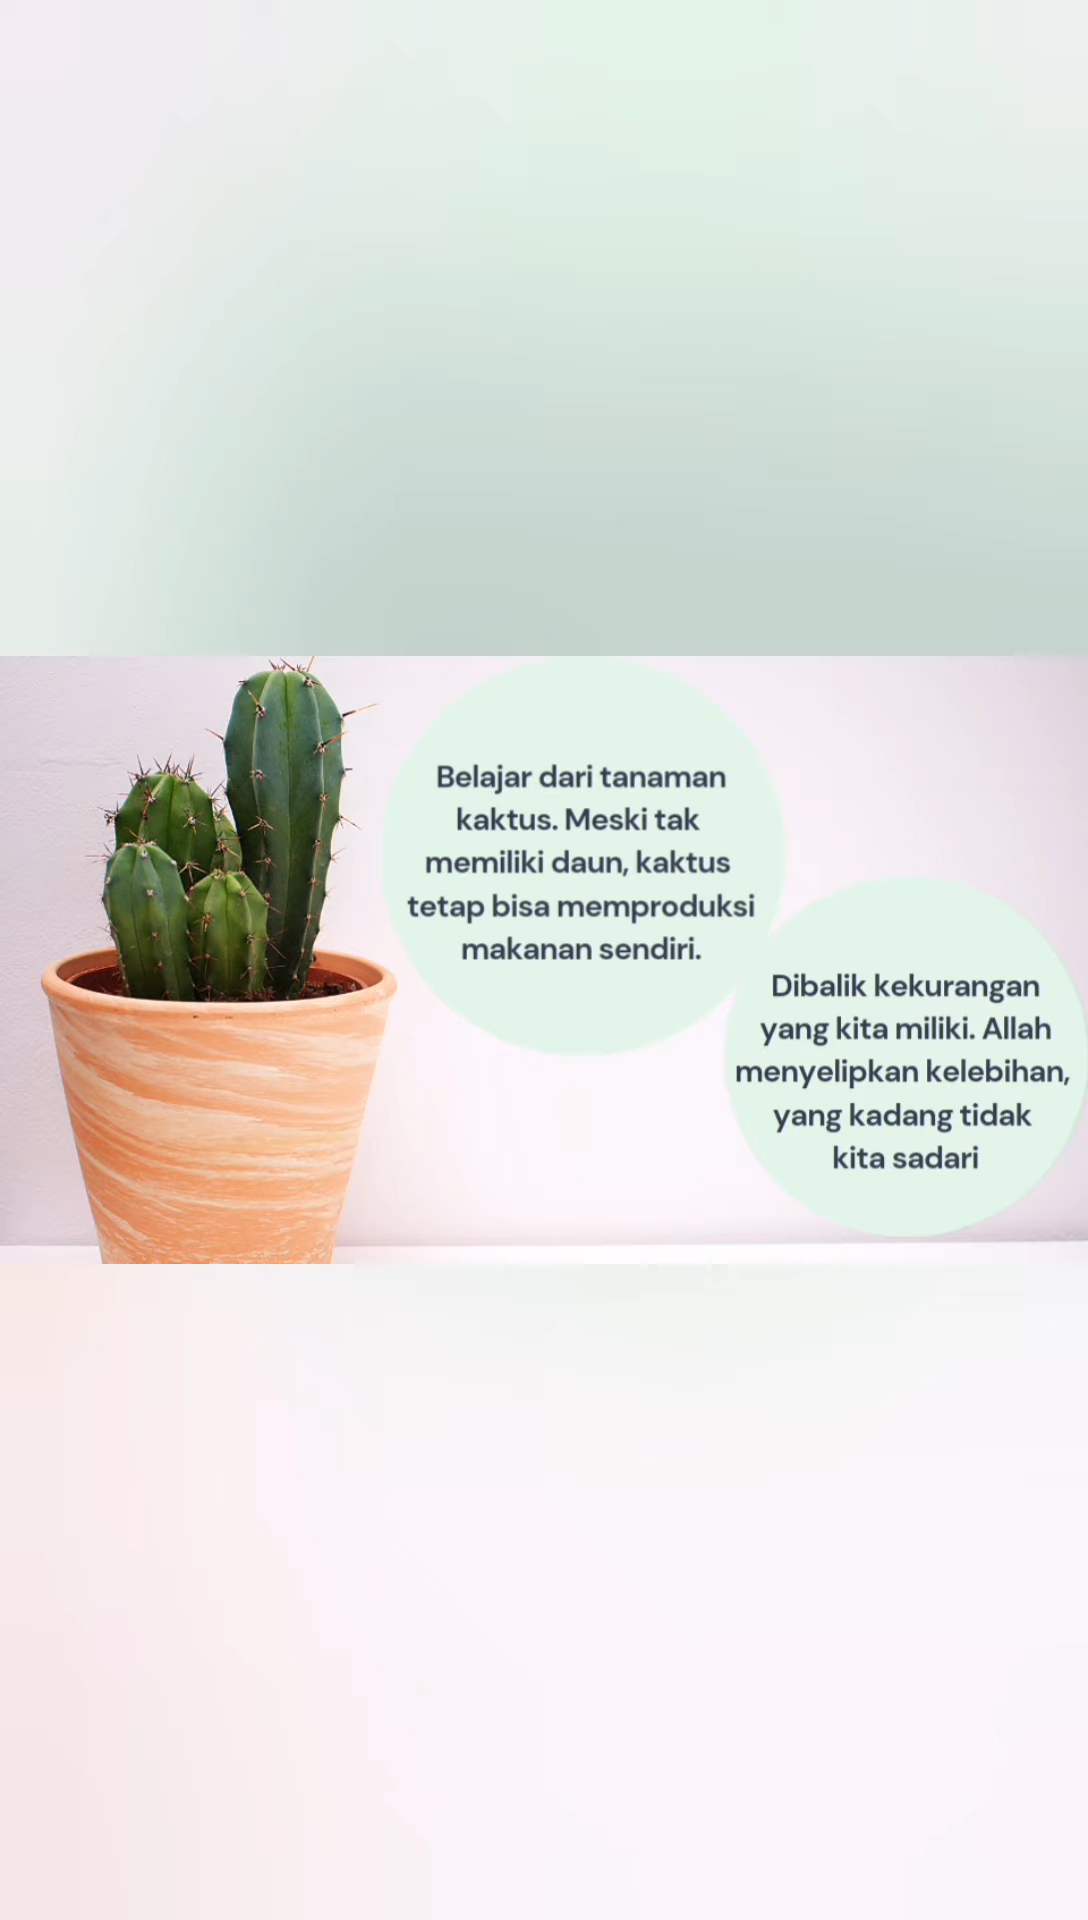 Belajar dari tanaman
kaktus. Meski tak
memiliki daun, kaktus
tetap bisa memproduksi
makanan sendiri.
Dibalik kekurangan
yang kita miliki. Allah
menyelipkan kelebihan,
yang kadang tidak
kita sadari